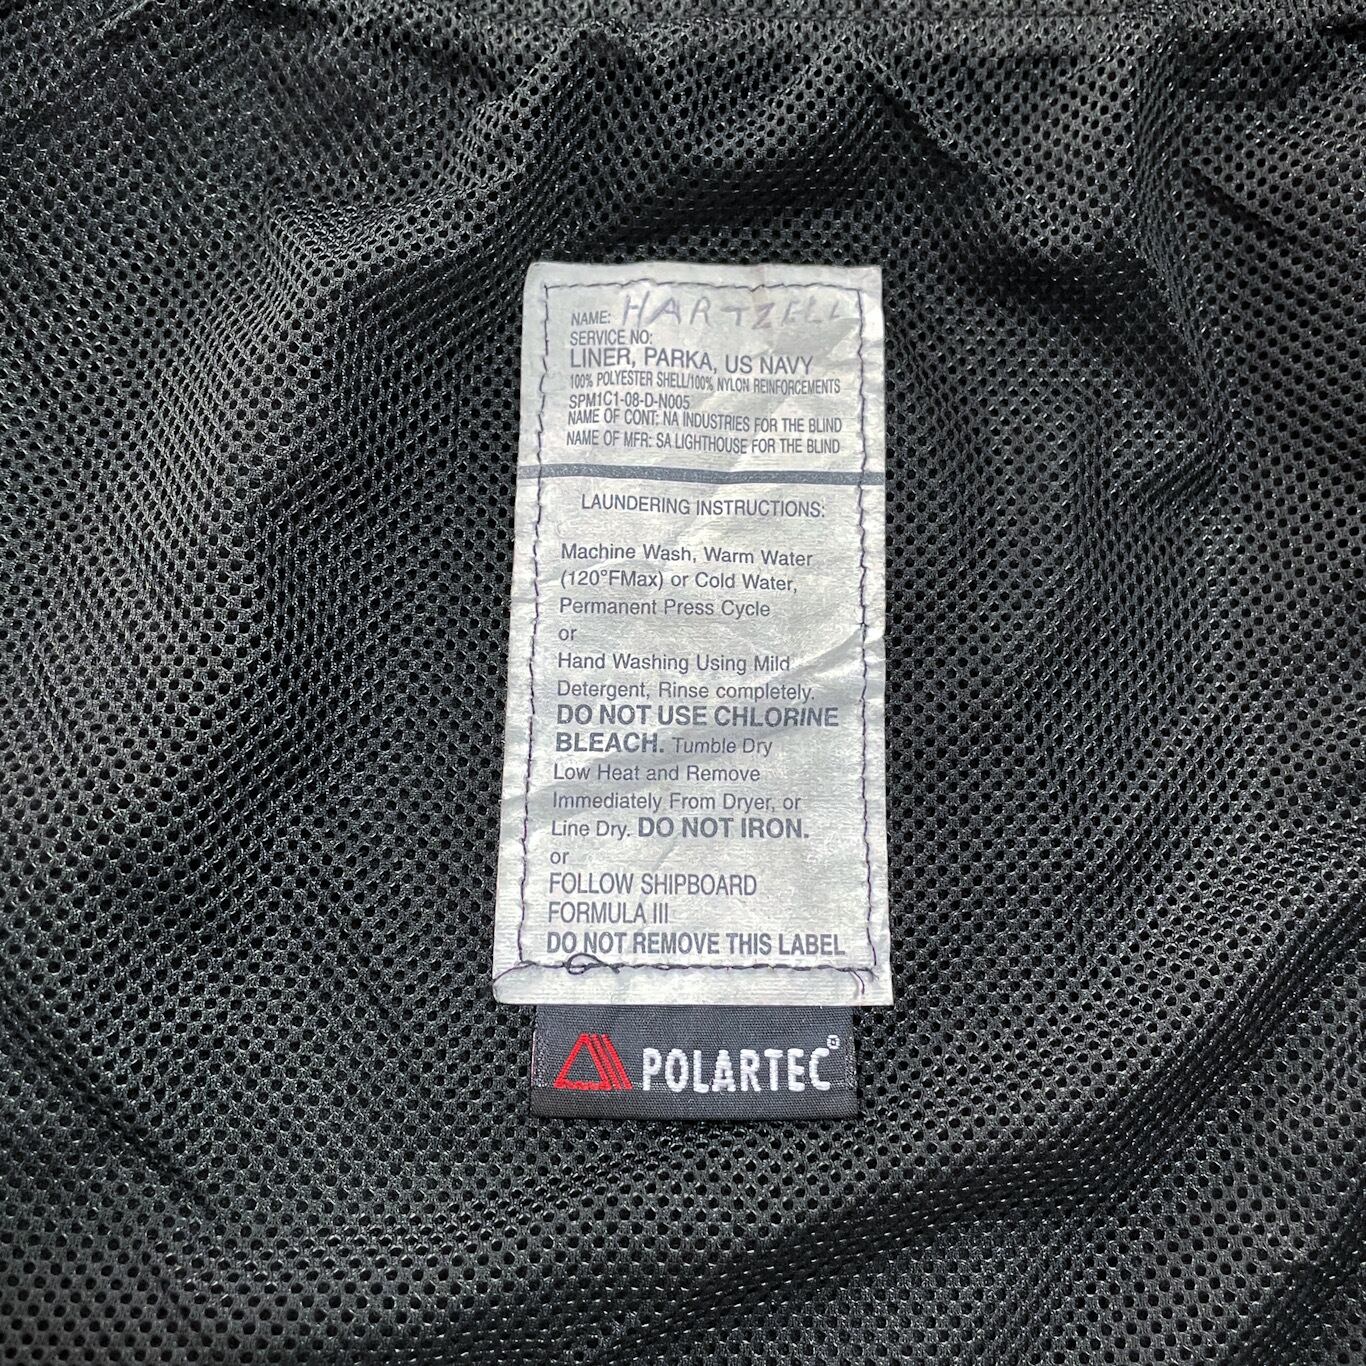 NAME: HARTZELL
SERVICE NO:
LINER, PARKA, US NAVY
100% POLYESTER SHELL/100% NYLON REINFORCEMENTS
SPM1C1-08-D-N005
NAME OF CONT: NA INDUSTRIES FOR THE BLIND
NAME OF MFR: SA LIGHTHOUSE FOR THE BLIND
LAUNDERING INSTRUCTIONS:
Machine Wash, Warm Water
(120°FMax) or Cold Water,
Permanent Press Cycle
or
Hand Washing Using Mild
Detergent, Rinse completely.
DO NOT USE CHLORINE
BLEACH. Tumble Dry
Low Heat and Remove
Immediately From Dryer, or
Line Dry. DO NOT IRON.
or
FOLLOW SHIPBOARD
FORMULA III
DO NOT REMOVE THIS LABEL
POLARTEC